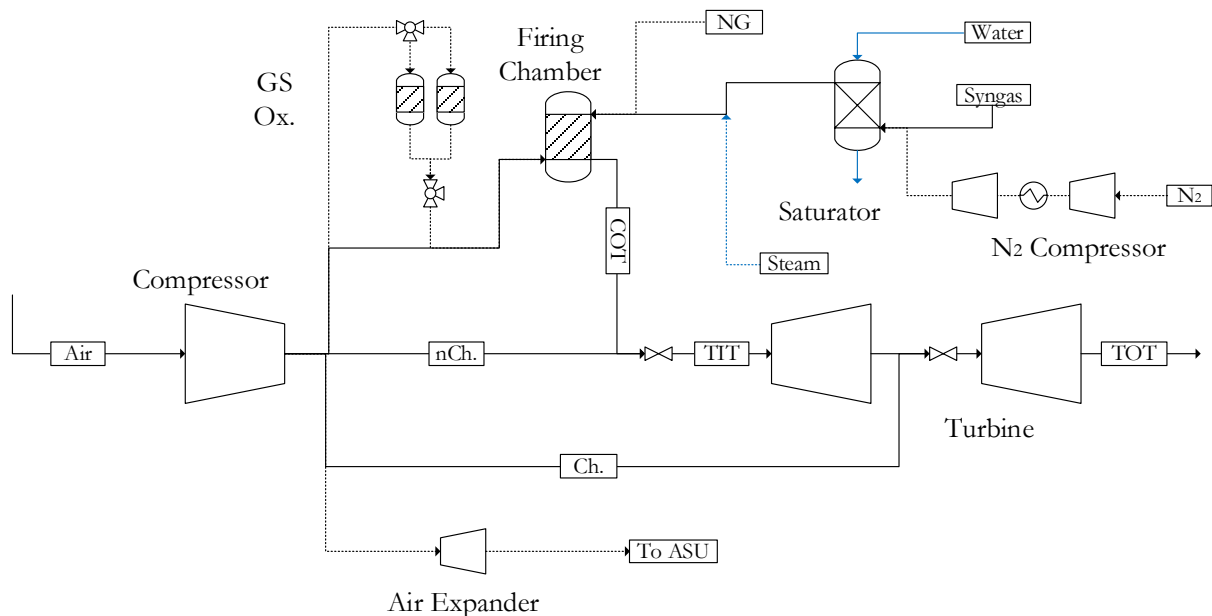 NG
Firing
Chamber
Water
GS
Ox.
Syngas
Saturator
N2
N2 Compressor
COT
Steam
Compressor
Air
nCh.
TIT
TOT
Turbine
Ch.
To ASU
Air Expander